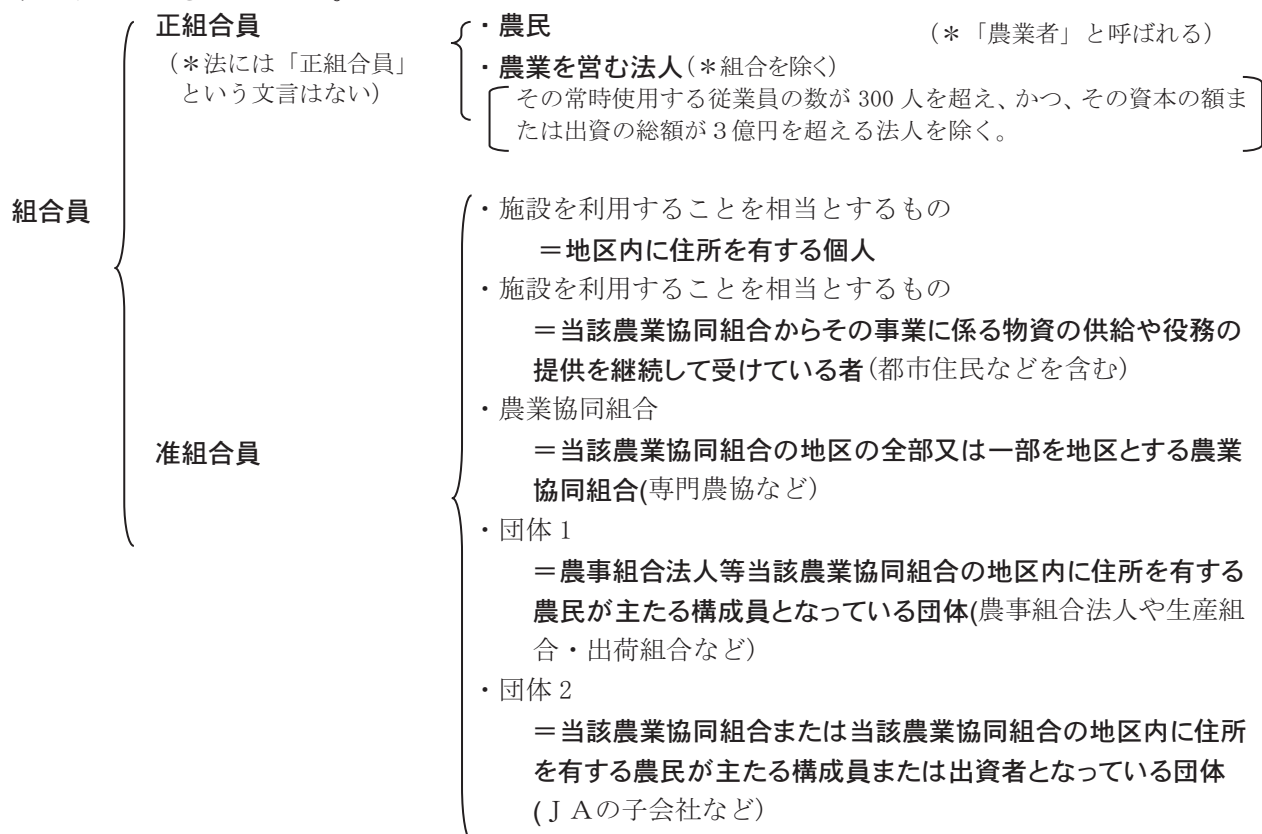 正組合員
(＊法には「正組合員」
という文言はない)
・農民
(＊「農業者」と呼ばれる)
・農業を営む法人(＊組合を除く)
その常時使用する従業員の数が 300 人を超え、かつ、その資本の額ま
たは出資の総額が３億円を超える法人を除く。
組合員
准組合員
・施設を利用することを相当とするもの
＝地区内に住所を有する個人
・施設を利用することを相当とするもの
＝当該農業協同組合からその事業に係る物資の供給や役務の
提供を継続して受けている者(都市住民などを含む)
・農業協同組合
＝当該農業協同組合の地区の全部又は一部を地区とする農業
協同組合(専門農協など)
・団体 1
＝農事組合法人等当該農業協同組合の地区内に住所を有する
農民が主たる構成員となっている団体(農事組合法人や生産組
合・出荷組合など)
・団体 2
＝当該農業協同組合または当該農業協同組合の地区内に住所
を有する農民が主たる構成員または出資者となっている団体
(ＪＡの子会社など)